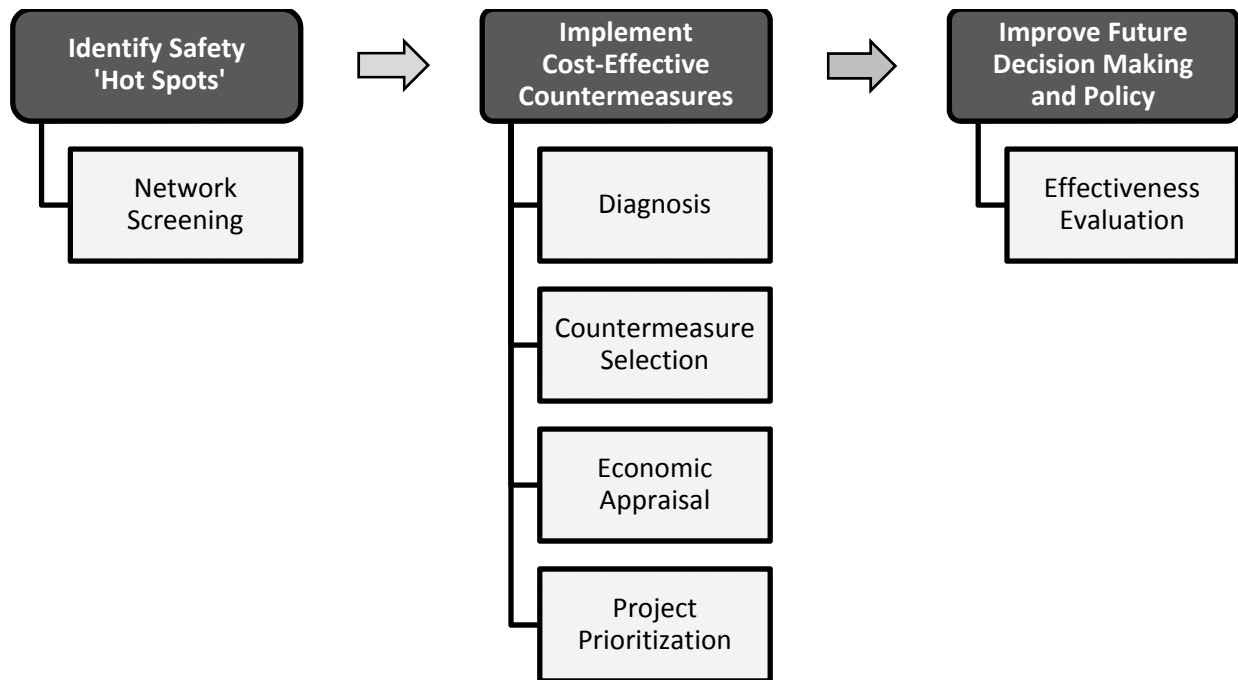 Identify Safety
'Hot Spots'
Network
Screening
Implement
Cost-Effective
Countermeasures
Diagnosis
Countermeasure
Selection
Economic
Appraisal
Project
Prioritization
Improve Future
Decision Making
and Policy
Effectiveness
Evaluation